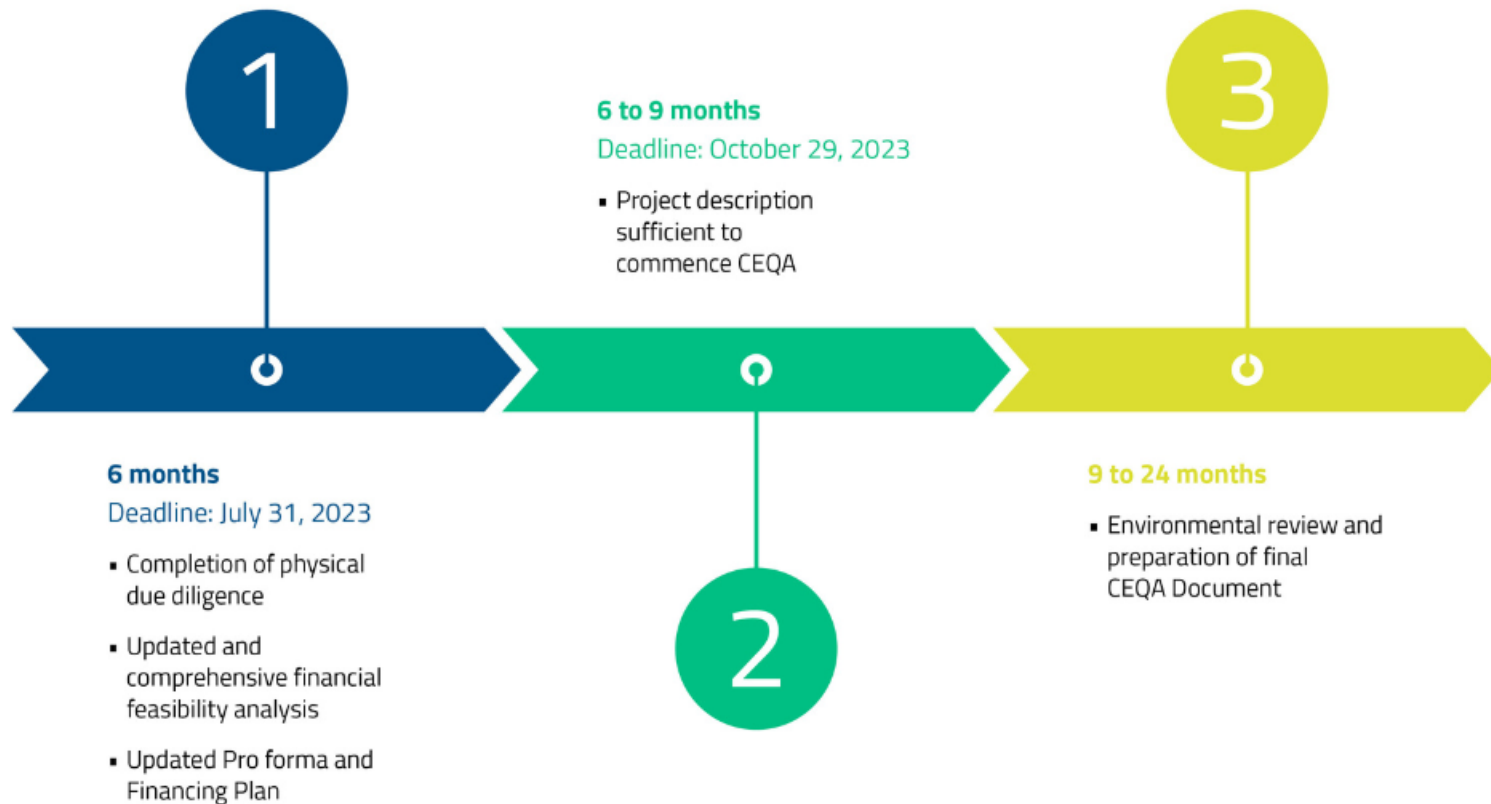 1
6 months
Deadline: July 31, 2023
▪ Completion of physical
due diligence
▪ Updated and
comprehensive financial
feasibility analysis
▪ Updated Pro forma and
Financing Plan
6 to 9 months
Deadline: October 29, 2023
▪ Project description
sufficient to
commence CEQA
2
3
9 to 24 months
▪ Environmental review and
preparation of final
CEQA Document